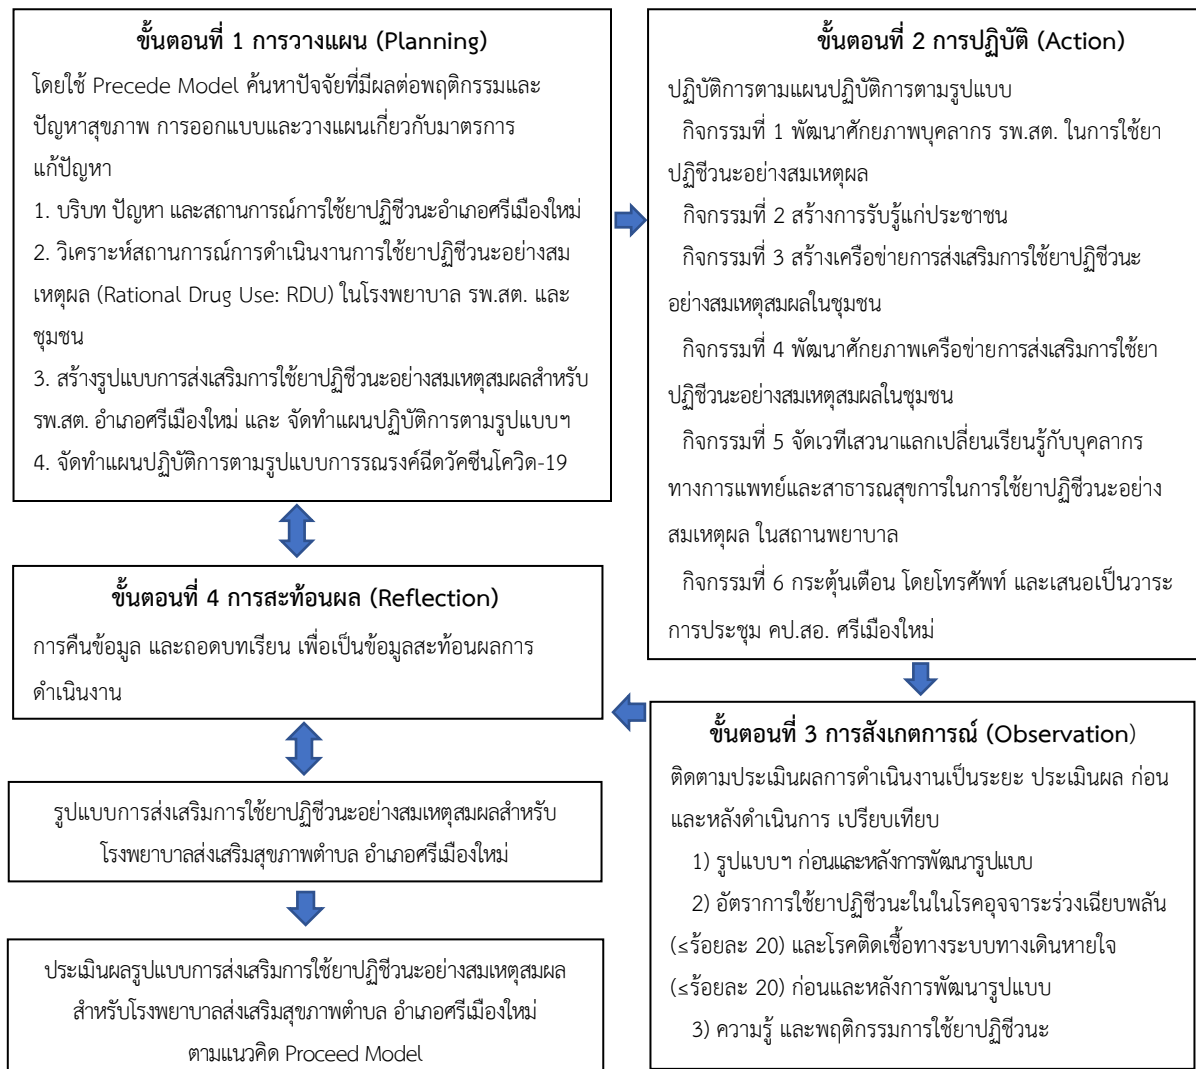 ขั้นตอนที่ 1 การวางแผน (Planning)
โดยใช้ Precede Model ค้นหาปัจจัยที่มีผลต่อพฤติกรรมและ
ปัญหาสุขภาพ การออกแบบและวางแผนเกี่ยวกับมาตรการ
แก้ปัญหา
1. บริบท ปัญหา และสถานการณ์การใช้ยาปฏิชีวนะอำเภอศรีเมืองใหม่
2. วิเคราะห์สถานการณ์การดำเนินงานการใช้ยาปฏิชีวนะอย่างสม
เหตุผล (Rational Drug Use: RDU) ในโรงพยาบาล รพ.สต. และ
ชุมชน
3. สร้างรูปแบบการส่งเสริมการใช้ยาปฏิชีวนะอย่างสมเหตุสมผลสำหรับ
รพ.สต. อำเภอศรีเมืองใหม่ และ จัดทำแผนปฏิบัติการตามรูปแบบฯ
4. จัดทำแผนปฏิบัติการตามรูปแบบการรณรงค์ฉีดวัคซีนโควิด-19
ขั้นตอนที่ 2 การปฏิบัติ (Action)
ปฏิบัติการตามแผนปฏิบัติการตามรูปแบบ
กิจกรรมที่ 1 พัฒนาศักยภาพบุคลากร รพ.สต. ในการใช้ยา
ปฏิชีวนะอย่างสมเหตุผล
กิจกรรมที่ 2 สร้างการรับรู้แก่ประชาชน
กิจกรรมที่ 3 สร้างเครือข่ายการส่งเสริมการใช้ยาปฏิชีวนะ
อย่างสมเหตุสมผลในชุมชน
กิจกรรมที่ 4 พัฒนาศักยภาพเครือข่ายการส่งเสริมการใช้ยา
ปฏิชีวนะอย่างสมเหตุสมผลในชุมชน
กิจกรรมที่ 5 จัดเวทีเสวนาแลกเปลี่ยนเรียนรู้กับบุคลากร
ทางการแพทย์และสาธารณสุขการในการใช้ยาปฏิชีวนะอย่าง
สมเหตุผล ในสถานพยาบาล
กิจกรรมที่ 6 กระตุ้นเตือน โดยโทรศัพท์ และเสนอเป็นวาระ
การประชุม คป.สอ. ศรีเมืองใหม่
ขั้นตอนที่ 3 การสังเกตการณ์ (Observation)
ติดตามประเมินผลการดำเนินงานเป็นระยะ ประเมินผล ก่อน
และหลังดำเนินการ เปรียบเทียบ
1) รูปแบบฯ ก่อนและหลังการพัฒนารูปแบบ
2) อัตราการใช้ยาปฏิชีวนะในในโรคอุจจาระร่วงเฉียบพลัน
(≤ร้อยละ 20) และโรคติดเชื้อทางระบบทางเดินหายใจ
(≤ร้อยละ 20) ก่อนและหลังการพัฒนารูปแบบ
3) ความรู้ และพฤติกรรมการใช้ยาปฏิชีวนะ
ขั้นตอนที่ 4 การสะท้อนผล (Reflection)
การคืนข้อมูล และถอดบทเรียน เพื่อเป็นข้อมูลสะท้อนผลการ
ดำเนินงาน
รูปแบบการส่งเสริมการใช้ยาปฏิชีวนะอย่างสมเหตุสมผลสำหรับ
โรงพยาบาลส่งเสริมสุขภาพตำบล อำเภอศรีเมืองใหม่
ประเมินผลรูปแบบการส่งเสริมการใช้ยาปฏิชีวนะอย่างสมเหตุสมผล
สำหรับโรงพยาบาลส่งเสริมสุขภาพตำบล อำเภอศรีเมืองใหม่
ตามแนวคิด Proceed Model